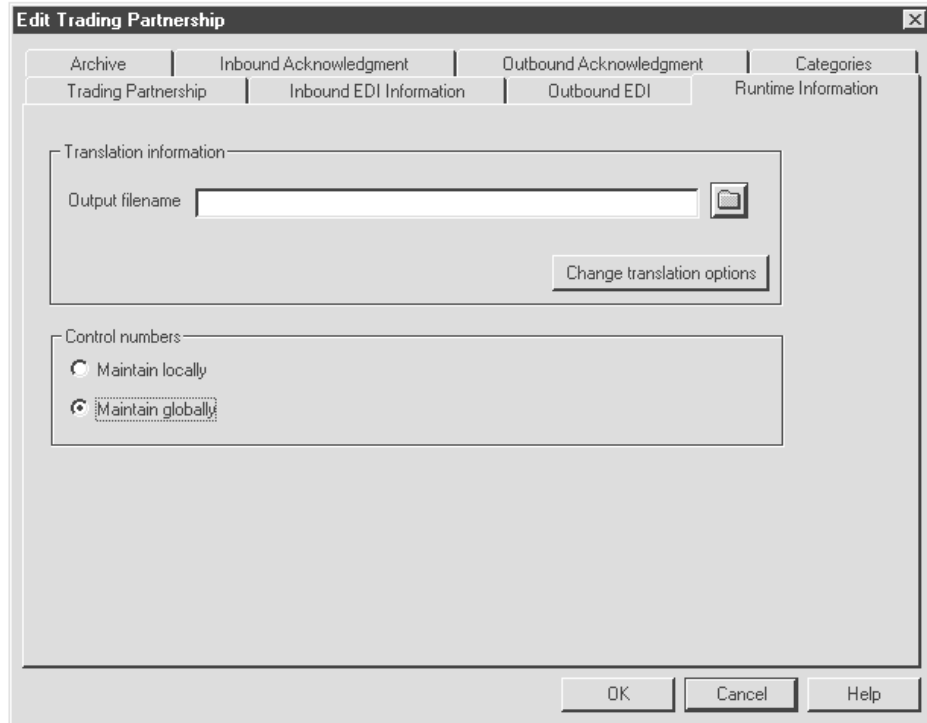 Edit Trading Partnership
Archive Inbound Acknowledgment Outbound Acknowledgment Categories
Trading Partnership Inbound EDI Information Outbound EDI Runtime Information
Translation information
Output filename
Change translation options
Control numbers
Maintain locally
Maintain globally
OK Cancel Help